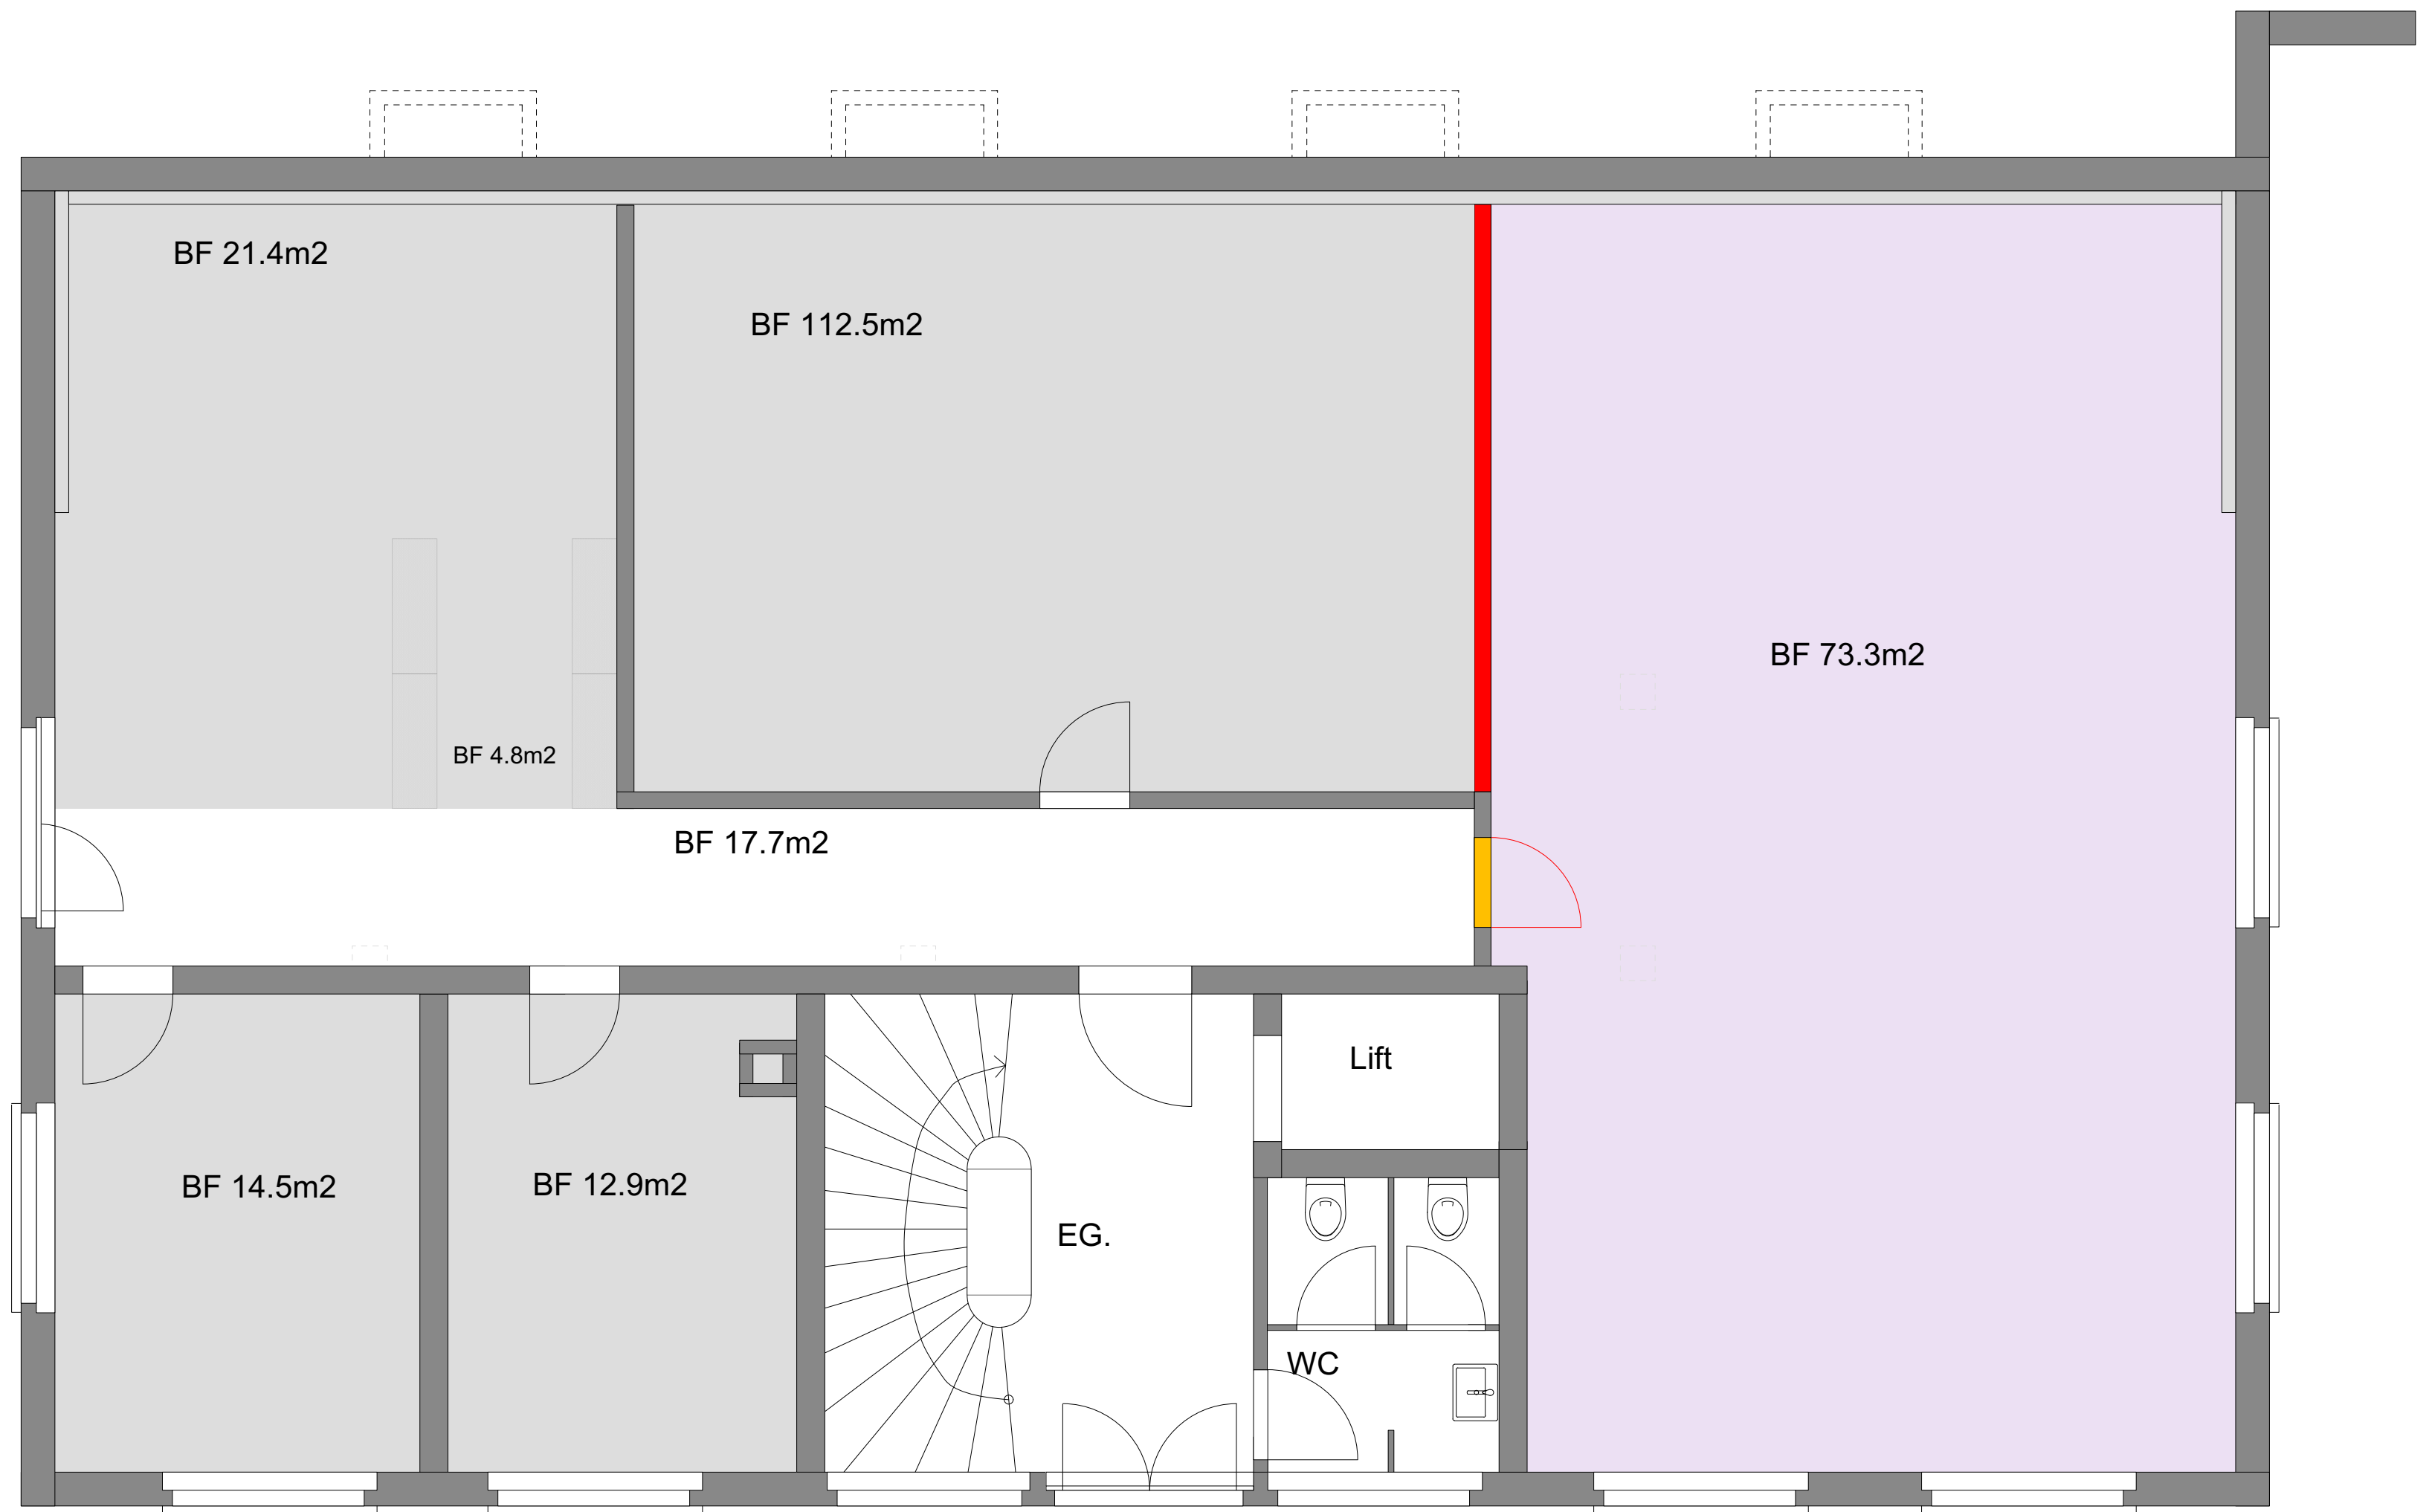 BF 21.4m2
BF 112.5m2
BF 73.3m2
BF 4.8m2
BF 17.7m2
Lift
BF 14.5m2
BF 12.9m2
EG.
WC